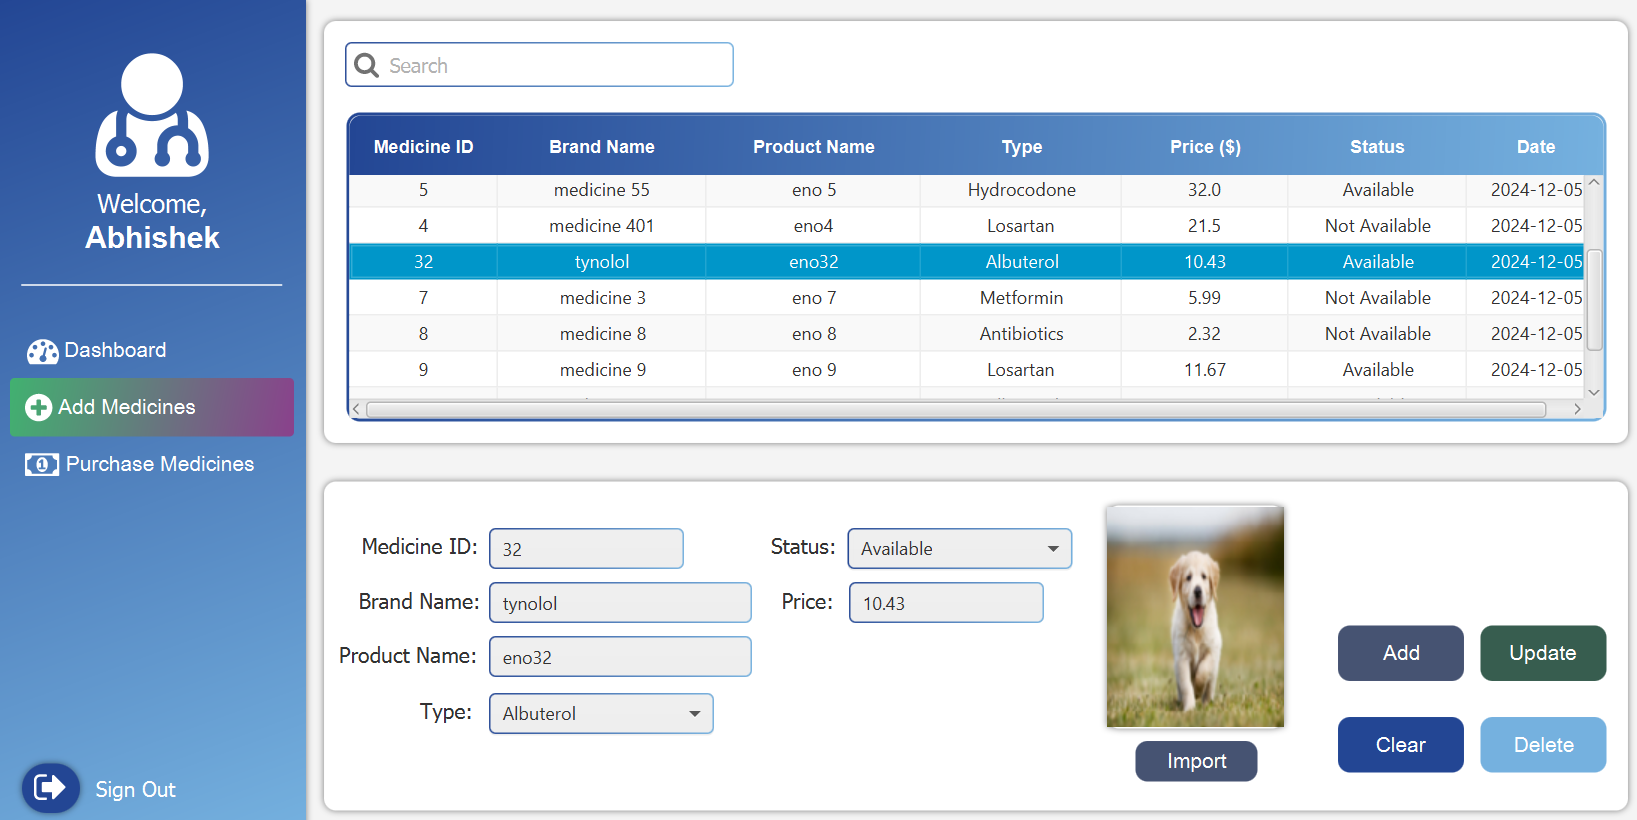 Welcome,
Abhishek
Dashboard
Add Medicines
Purchase Medicines
Sign Out
Search
Medicine ID Brand Name Product Name Type Price ($) Status Date
5 medicine 55 eno 5 Hydrocodone 32.0 Available 2024-12-05
4 medicine 401 eno4 Losartan 21.5 Not Available 2024-12-05
32 tynolol eno32 Albuterol 10.43 Available 2024-12-05
7 medicine 3 eno 7 Metformin 5.99 Not Available 2024-12-05
8 medicine 8 eno 8 Antibiotics 2.32 Not Available 2024-12-05
9 medicine 9 eno 9 Losartan 11.67 Available 2024-12-05
Medicine ID: 32 Status: Available
Brand Name: tynolol Price: 10.43
Product Name: eno32
Type: Albuterol
Import
Add Update
Clear Delete